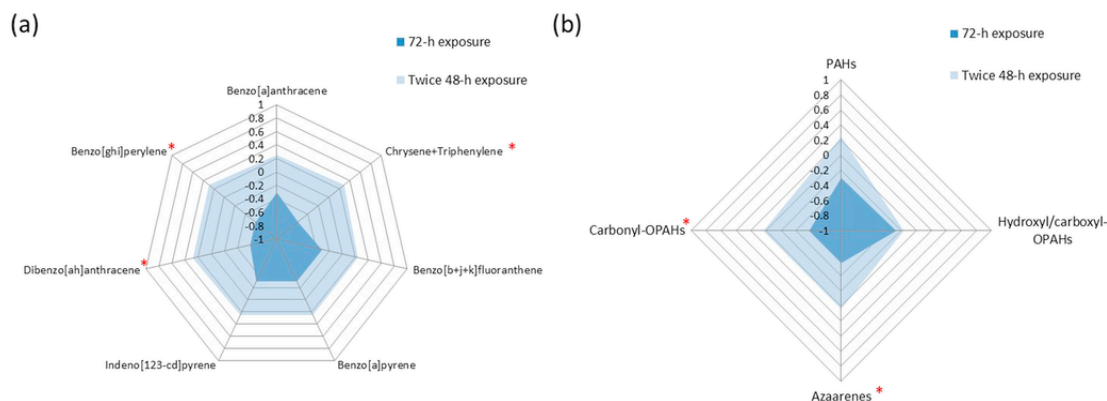 (a)
72-h exposure
Twice 48-h exposure
Benzo[a]anthracene
1
0.8
0.6
0.4
0.2
0
-0.2
-0.4
-0.6
-0.8
-1
Benzo[ghi]perylene *
Chrysene+Triphenylene *
Dibenzo[ah]anthracene *
Benzo[b+j+k]fluoranthene
Indeno[123-cd]pyrene
Benzo[a]pyrene
(b)
72-h exposure
Twice 48-h exposure
PAHs
1
0.8
0.6
0.4
0.2
0
-0.2
-0.4
-0.6
-0.8
-1
Carbonyl-OPAHs *
Hydroxyl/carboxyl-
OPAHs
Azaarenes *